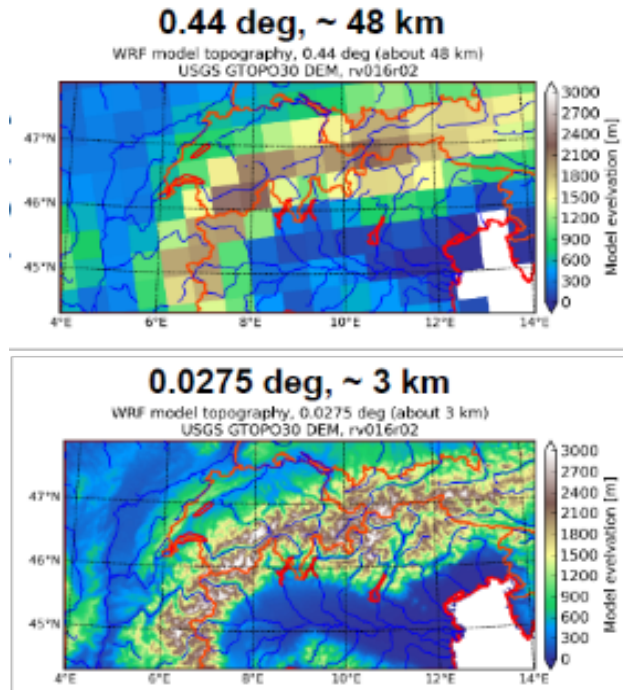 0.44 deg, ~ 48 km
WRF model topography, 0.44 deg (about 48 km)
USGS GTOPO30 DEM, rv016r02
47°N
46°N
45°N
4°E
6°E
8°E
10°E
12°E
14°E
3000
2700
2400
2100
1800
1500
1200
900
600
300
0
Model evelvation [m]
0.0275 deg, ~ 3 km
WRF model topography, 0.0275 deg (about 3 km)
USGS GTOPO30 DEM, rv016r02
47°N
46°N
45°N
4°E
6°E
8°E
10°E
12°E
14°E
3000
2700
2400
2100
1800
1500
1200
900
600
300
0
Model evelvation [m]